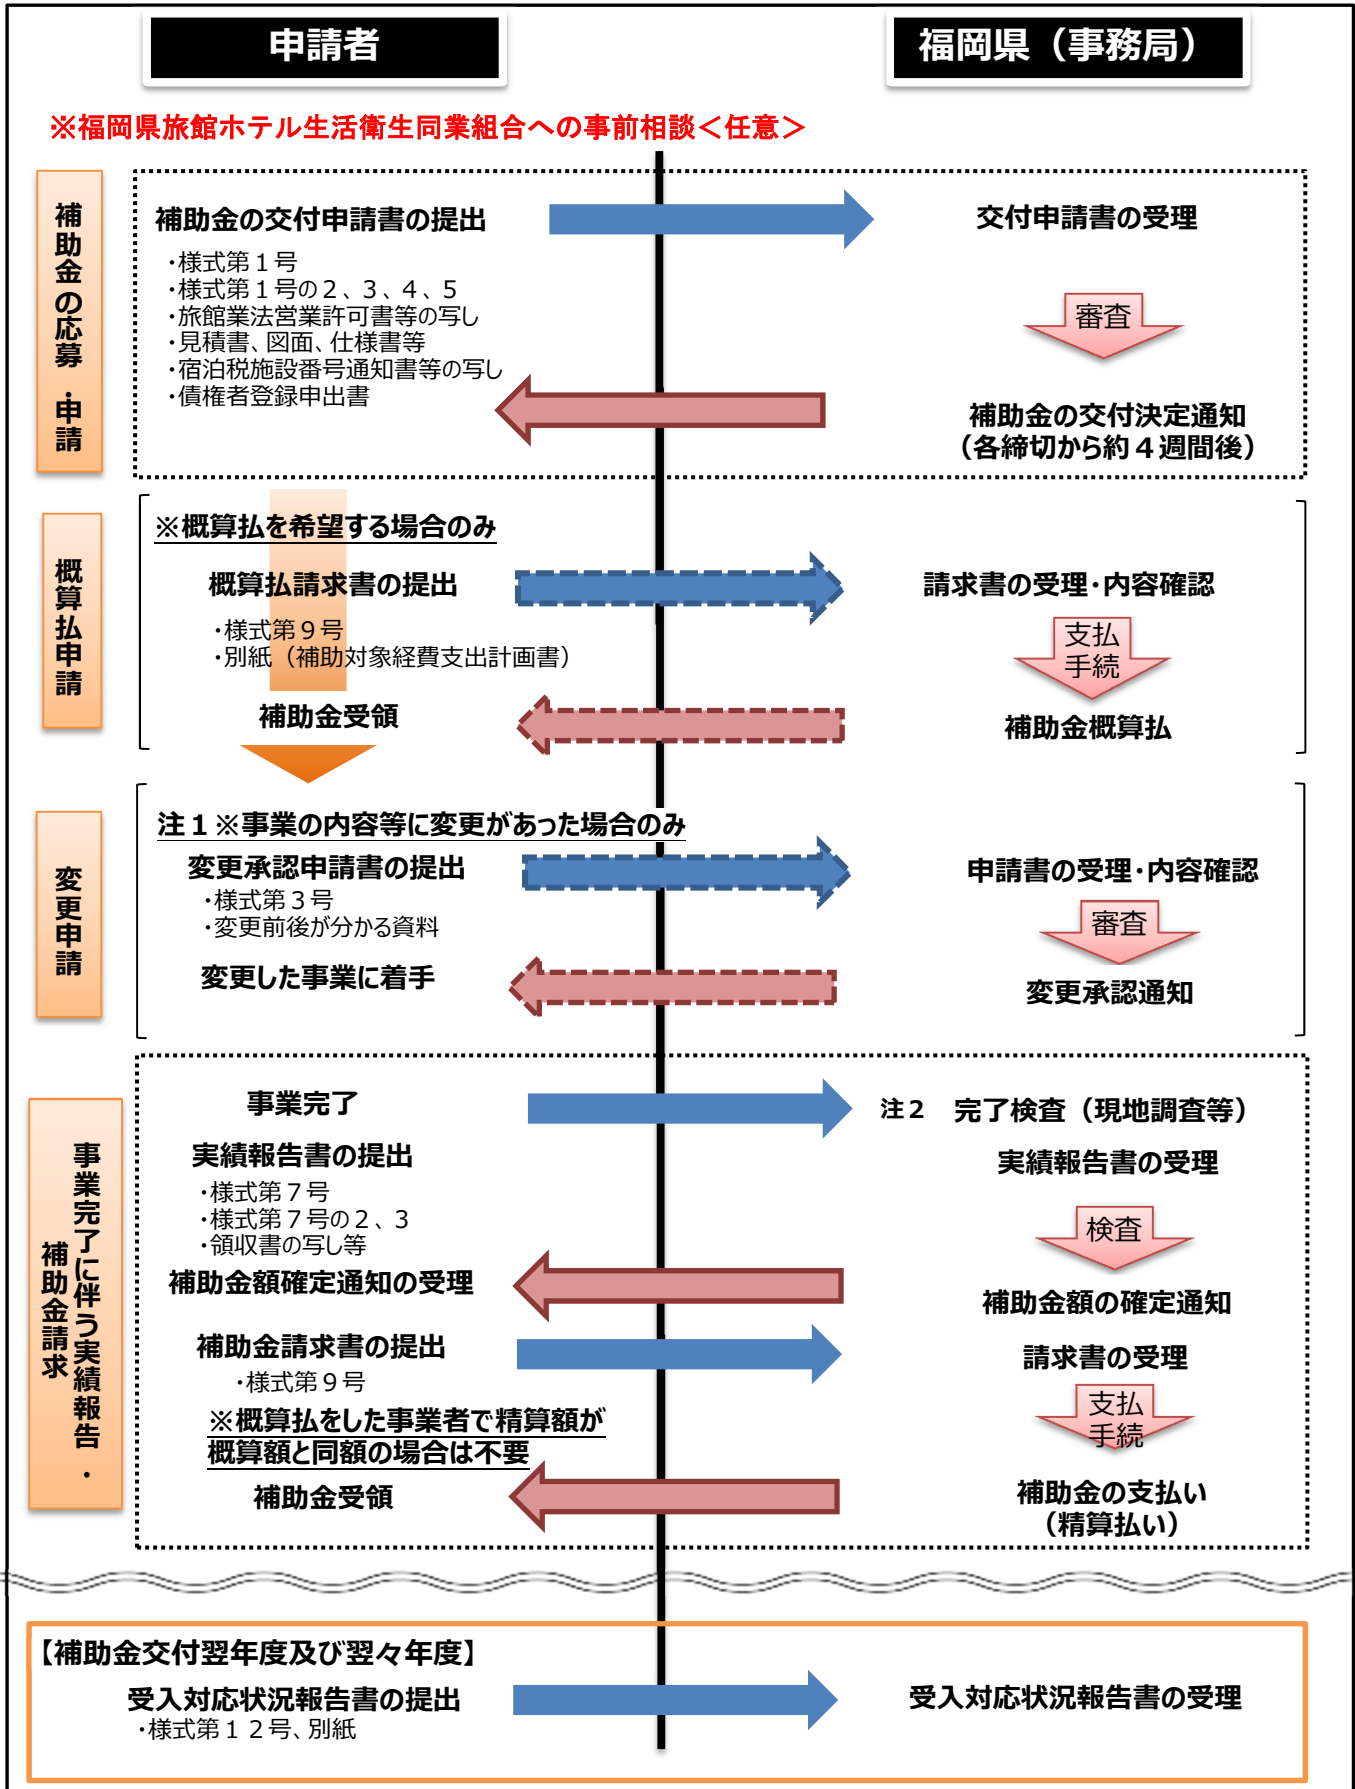 申請者
福岡県（事務局）
※福岡県旅館ホテル生活衛生同業組合への事前相談＜任意＞
補助金の応募・申請
補助金の交付申請書の提出
・様式第１号
・様式第１号の２、３、４、５
・旅館業法営業許可書等の写し
・見積書、図面、仕様書等
・宿泊税施設番号通知書等の写し
・債権者登録申出書
交付申請書の受理
審査
補助金の交付決定通知
（各締切から約４週間後）
概算払申請
※概算払を希望する場合のみ
概算払請求書の提出
・様式第９号
・別紙（補助対象経費支出計画書）
補助金受領
請求書の受理・内容確認
支払
手続
補助金概算払
変更申請
注１※事業の内容等に変更があった場合のみ
変更承認申請書の提出
・様式第３号
・変更前後が分かる資料
変更した事業に着手
申請書の受理・内容確認
審査
変更承認通知
事業完了に伴う実績報告・
補助金請求
事業完了
注２　完了検査（現地調査等）
実績報告書の提出
・様式第７号
・様式第７号の２、３
・領収書の写し等
実績報告書の受理
検査
補助金額確定通知の受理
補助金額の確定通知
補助金請求書の提出
・様式第９号
※概算払をした事業者で精算額が
概算額と同額の場合は不要
請求書の受理
支払
手続
補助金受領
補助金の支払い
（精算払い）
【補助金交付翌年度及び翌々年度】
受入対応状況報告書の提出
・様式第１２号、別紙
受入対応状況報告書の受理